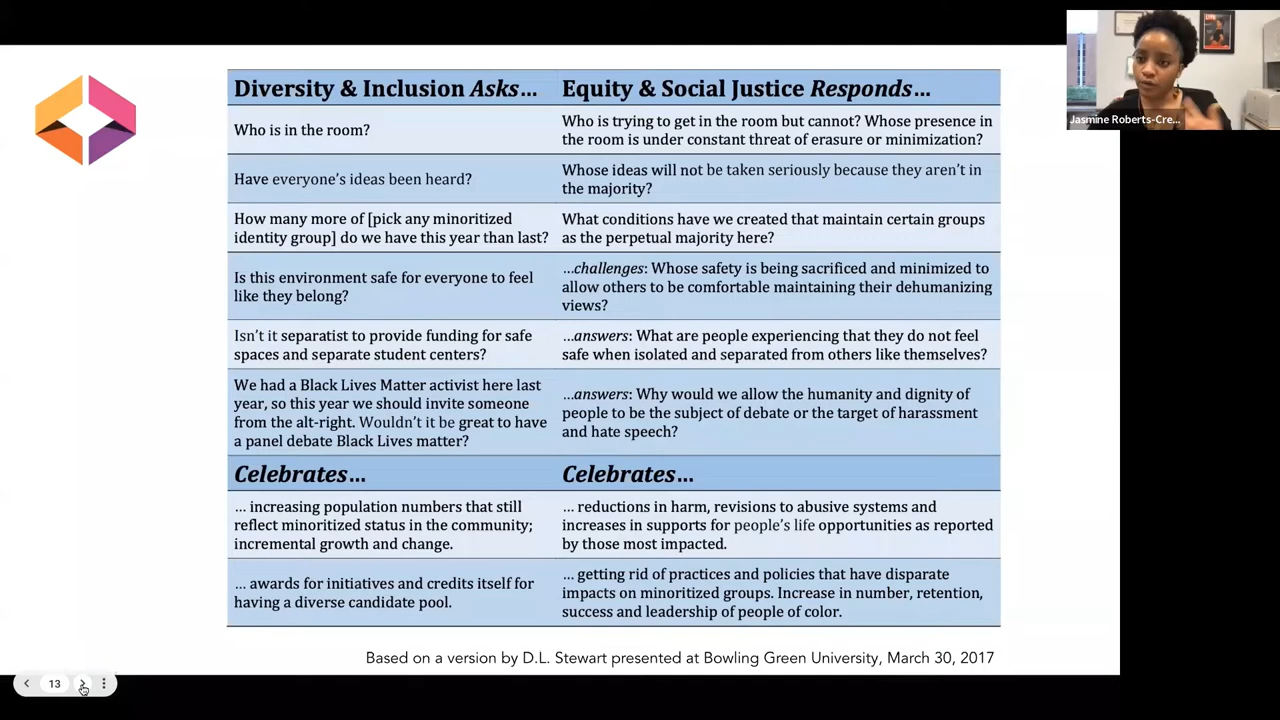 Diversity & Inclusion Asks...
Equity & Social Justice Responds...
Who is in the room?
Who is trying to get in the room but cannot? Whose presence in
the room is under constant threat of erasure or minimization?
Have everyone's ideas been heard?
Whose ideas will not be taken seriously because they aren't in
the majority?
How many more of [pick any minoritized
identity group] do we have this year than last?
What conditions have we created that maintain certain groups
as the perpetual majority here?
Is this environment safe for everyone to feel
like they belong?
...challenges: Whose safety is being sacrificed and minimized to
allow others to be comfortable maintaining their dehumanizing
views?
Isn't it separatist to provide funding for safe
spaces and separate student centers?
...answers: What are people experiencing that they do not feel
safe when isolated and separated from others like themselves?
We had a Black Lives Matter activist here last
year, so this year we should invite someone
from the alt-right. Wouldn't it be great to have
a panel debate Black Lives matter?
...answers: Why would we allow the humanity and dignity of
people to be the subject of debate or the target of harassment
and hate speech?
Celebrates...
Celebrates...
... increasing population numbers that still
reflect minoritized status in the community;
incremental growth and change.
... reductions in harm, revisions to abusive systems and
increases in supports for people's life opportunities as reported
by those most impacted.
... awards for initiatives and credits itself for
having a diverse candidate pool.
... getting rid of practices and policies that have disparate
impacts on minoritized groups. Increase in number, retention,
success and leadership of people of color.
Based on a version by D.L. Stewart presented at Bowling Green University, March 30, 2017
13
LIFE
Jasmine Roberts-Cre...